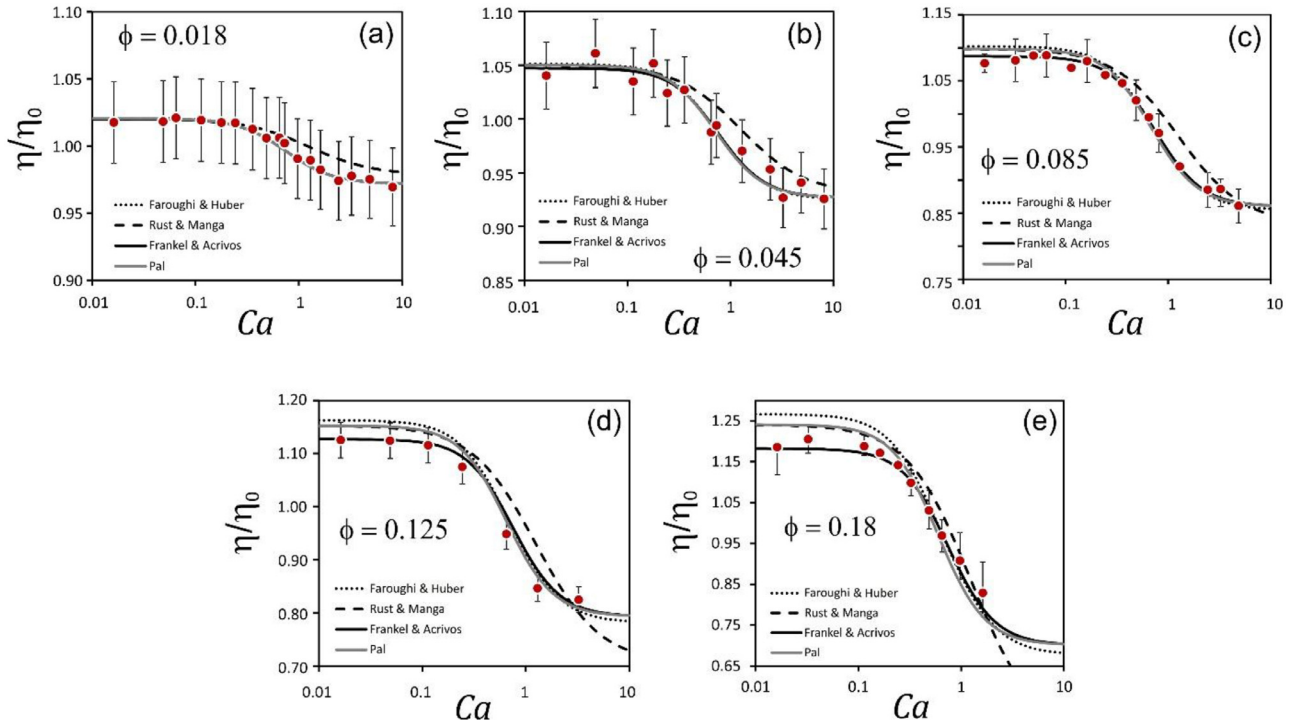 1.10
1.05
1.00
0.95
0.90
η/η0
ϕ = 0.018
(a)
Faroughi & Huber
Rust & Manga
Frankel & Acrivos
Pal
0.01
0.1
1
10
Ca
1.10
1.05
1.00
0.95
0.90
0.85
η/η0
(b)
Faroughi & Huber
Rust & Manga
Frankel & Acrivos
Pal
ϕ = 0.045
0.01
0.1
1
10
Ca
1.15
1.05
0.95
0.85
0.75
η/η0
(c)
ϕ = 0.085
Faroughi & Huber
Rust & Manga
Frankel & Acrivos
Pal
0.01
0.1
1
10
Ca
1.20
1.10
1.00
0.90
0.80
0.70
η/η0
(d)
ϕ = 0.125
Faroughi & Huber
Rust & Manga
Frankel & Acrivos
Pal
0.01
0.1
1
10
Ca
1.25
1.15
1.05
0.95
0.85
0.75
0.65
η/η0
(e)
ϕ = 0.18
Faroughi & Huber
Rust & Manga
Frankel & Acrivos
Pal
0.01
0.1
1
10
Ca